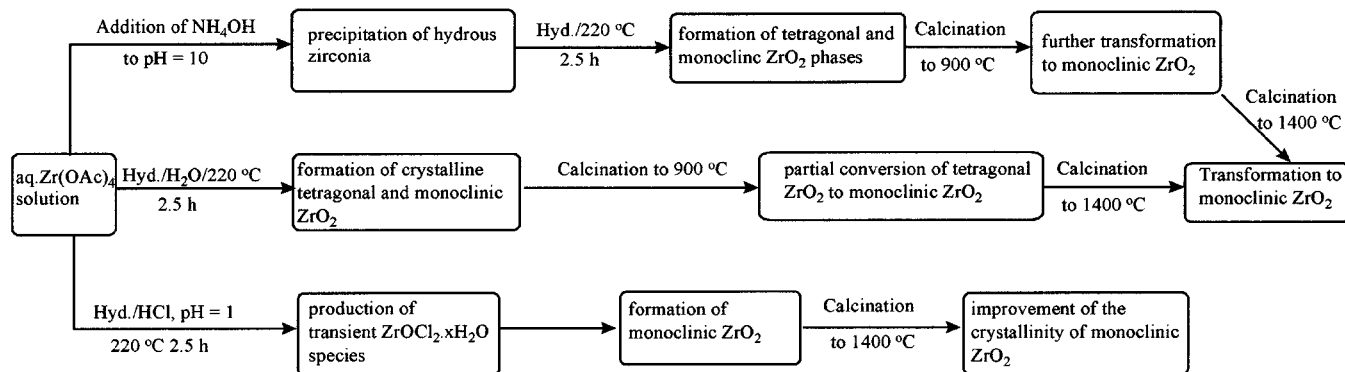 Addition of NH₄OH
to pH = 10
precipitation of hydrous
zirconia
Hyd./220 °C
2.5 h
formation of tetragonal and
monoclinc ZrO₂ phases
Calcination
to 900 °C
further transformation
to monoclinic ZrO₂
Calcination
to 1400 °C
aq.Zr(OAc)₄
solution
Hyd./H₂O/220 °C
2.5 h
formation of crystalline
tetragonal and monoclinic
ZrO₂
Calcination to 900 °C
partial conversion of tetragonal
ZrO₂ to monoclinic ZrO₂
Calcination
to 1400 °C
Transformation to
monoclinic ZrO₂
Hyd./HCl, pH = 1
220 °C 2.5 h
production of
transient ZrOCl₂.xH₂O
species
formation of
monoclinic ZrO₂
Calcination
to 1400 °C
improvement of the
crystallinity of monoclinic
ZrO₂